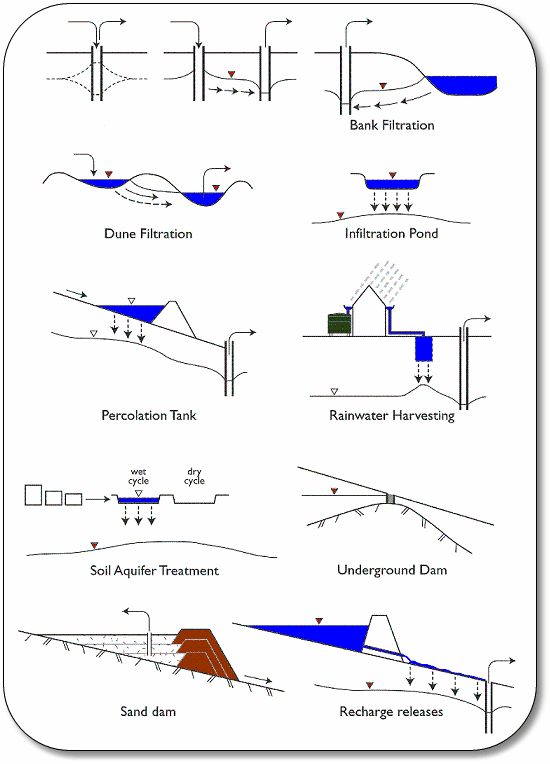 Bank Filtration
Dune Filtration
Infiltration Pond
Percolation Tank
Rainwater Harvesting
wet
cycle
dry
cycle
Soil Aquifer Treatment
Underground Dam
Sand dam
Recharge releases